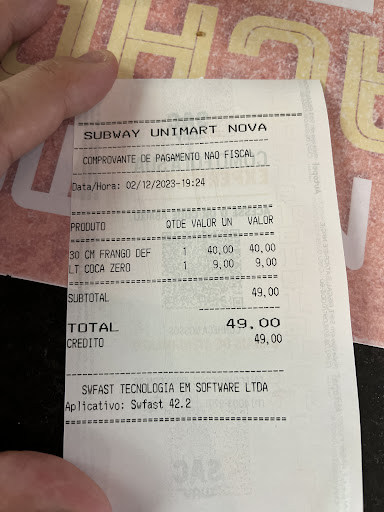 SUBWAY UNIMART NOVA
COMPROVANTE DE PAGAMENTO NAO FISCAL
Data/Hora: 02/12/2023-19:24
PRODUTO QTDE VALOR UN VALOR
30 CM FRANGO DEF 1 40,00 40,00
LT COCA ZERO 1 9,00 9,00
SUBTOTAL 49,00
TOTAL 49,00
CREDITO 49,00
SWFAST TECNOLOGIA EM SOFTWARE LTDA
Aplicativo: Swfast 42.2